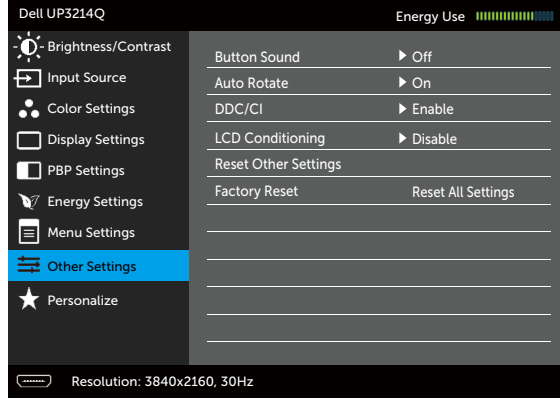 Dell UP3214Q
Energy Use
Brightness/Contrast
Input Source
Color Settings
Display Settings
PBP Settings
Energy Settings
Menu Settings
Other Settings
Personalize
Button Sound Off
Auto Rotate On
DDC/CI Enable
LCD Conditioning Disable
Reset Other Settings
Factory Reset Reset All Settings
Resolution: 3840x2160, 30Hz